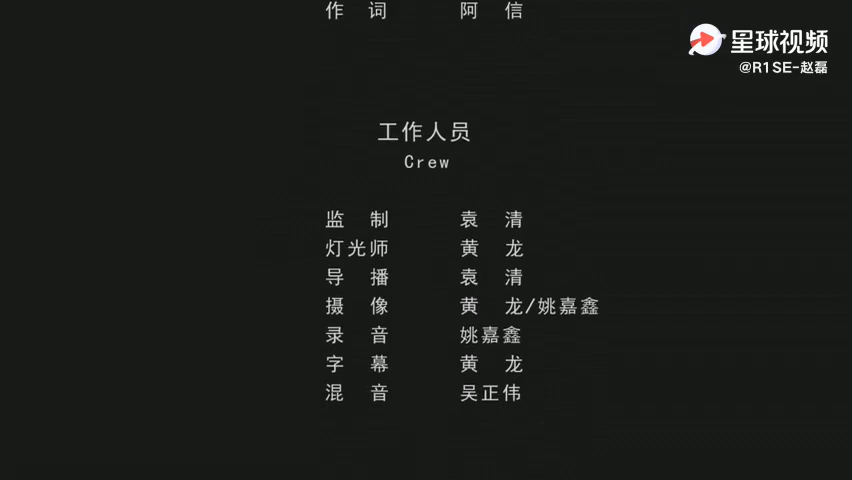 作 词 阿 信
星球视频
@R1SE-赵磊
工作人员
Crew
监 制 袁 清
灯光师 黄 龙
导 播 袁 清
摄 像 黄 龙/姚嘉鑫
录 音 姚嘉鑫
字 幕 黄 龙
混 音 吴正伟